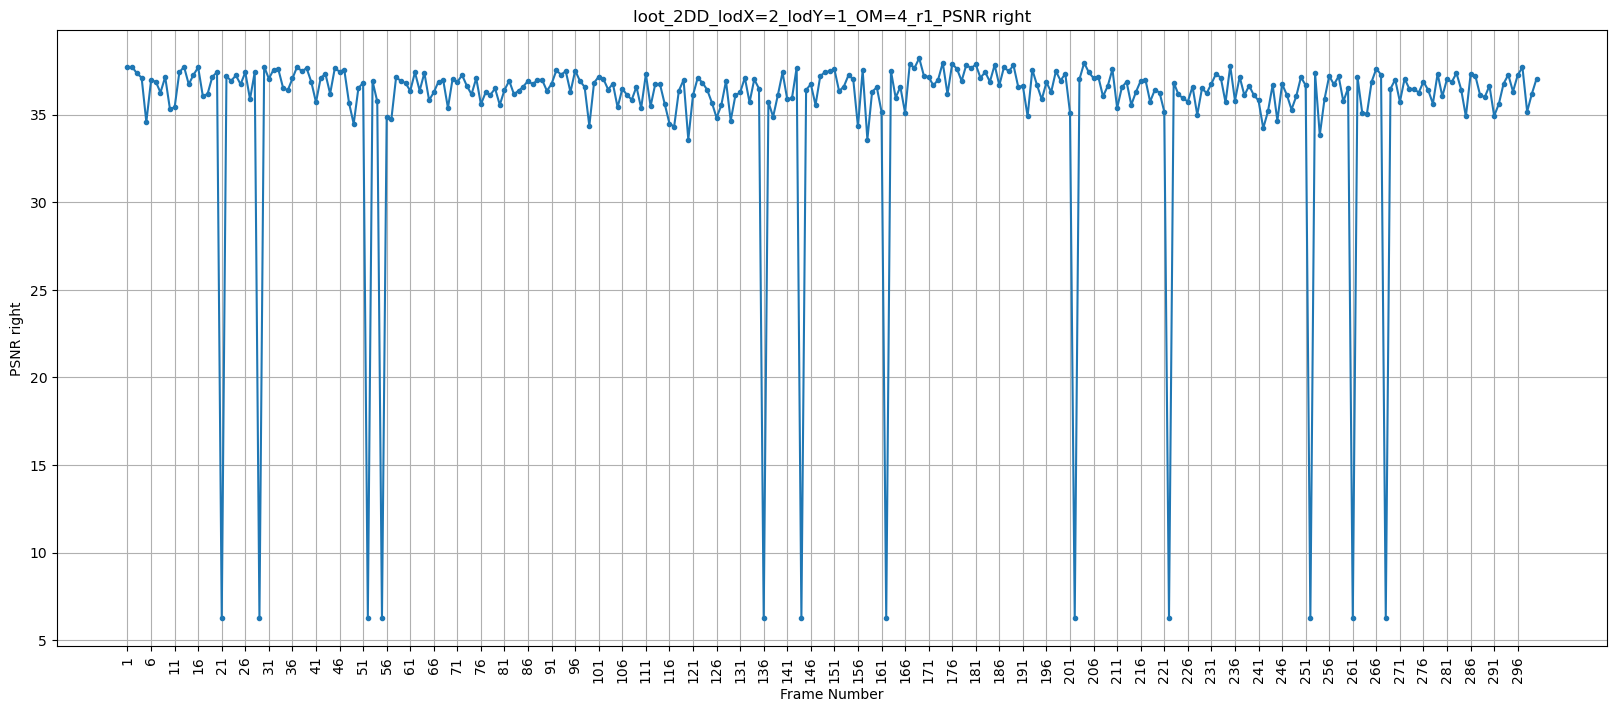 loot_2DD_lodX=2_lodY=1_OM=4_r1_PSNR right
PSNR right
35
30
25
20
15
10
5
1 6 11 16 21 26 31 36 41 46 51 56 61 66 71 76 81 86 91 96 101 106 111 116 121 126 131 136 141 146 151 156 161 166 171 176 181 186 191 196 201 206 211 216 221 226 231 236 241 246 251 256 261 266 271 276 281 286 291 296
Frame Number